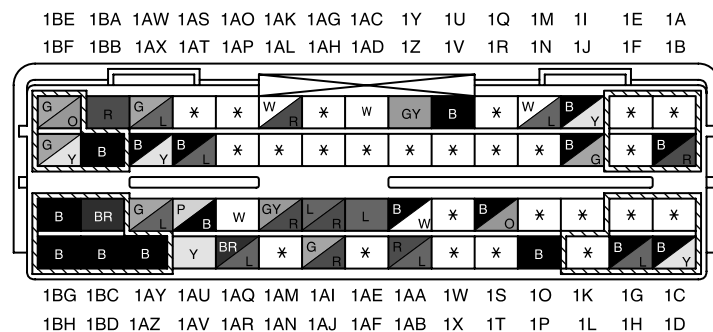 1BE 1BA 1AW 1AS 1AO 1AK 1AG 1AC 1Y 1U 1Q 1M 1I 1E 1A
1BF 1BB 1AX 1AT 1AP 1AL 1AH 1AD 1Z 1V 1R 1N 1J 1F 1B
G/O R G/L * * W/R * W GY B * W/L B/Y * *
G/Y B B/Y B/L * * * * * * * * B/G * B/R
B BR G/L P/B W GY/R L/R L B/W * B/O * * * *
B B B Y BR/L * G/R * R/L * * B * B/L B/Y
1BG 1BC 1AY 1AU 1AQ 1AM 1AI 1AE 1AA 1W 1S 1O 1K 1G 1C
1BH 1BD 1AZ 1AV 1AR 1AN 1AJ 1AF 1AB 1X 1T 1P 1L 1H 1D